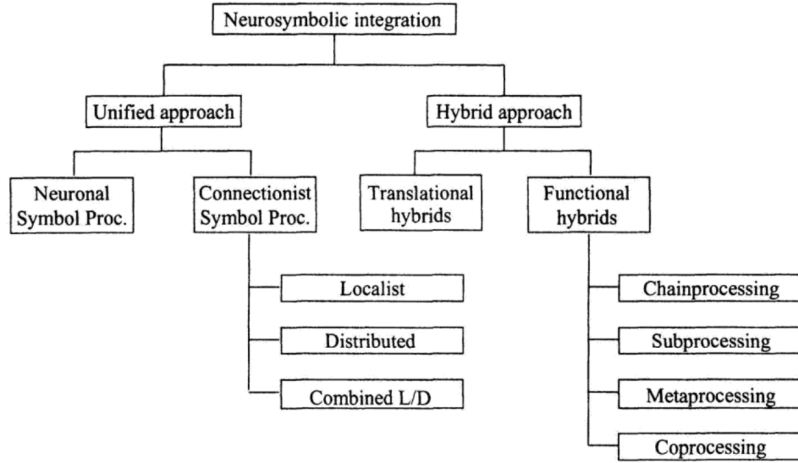 Neurosymbolic integration
Unified approach
Hybrid approach
Neuronal
Symbol Proc.
Connectionist
Symbol Proc.
Translational
hybrids
Functional
hybrids
Localist
Distributed
Combined L/D
Chainprocessing
Subprocessing
Metaprocessing
Coprocessing